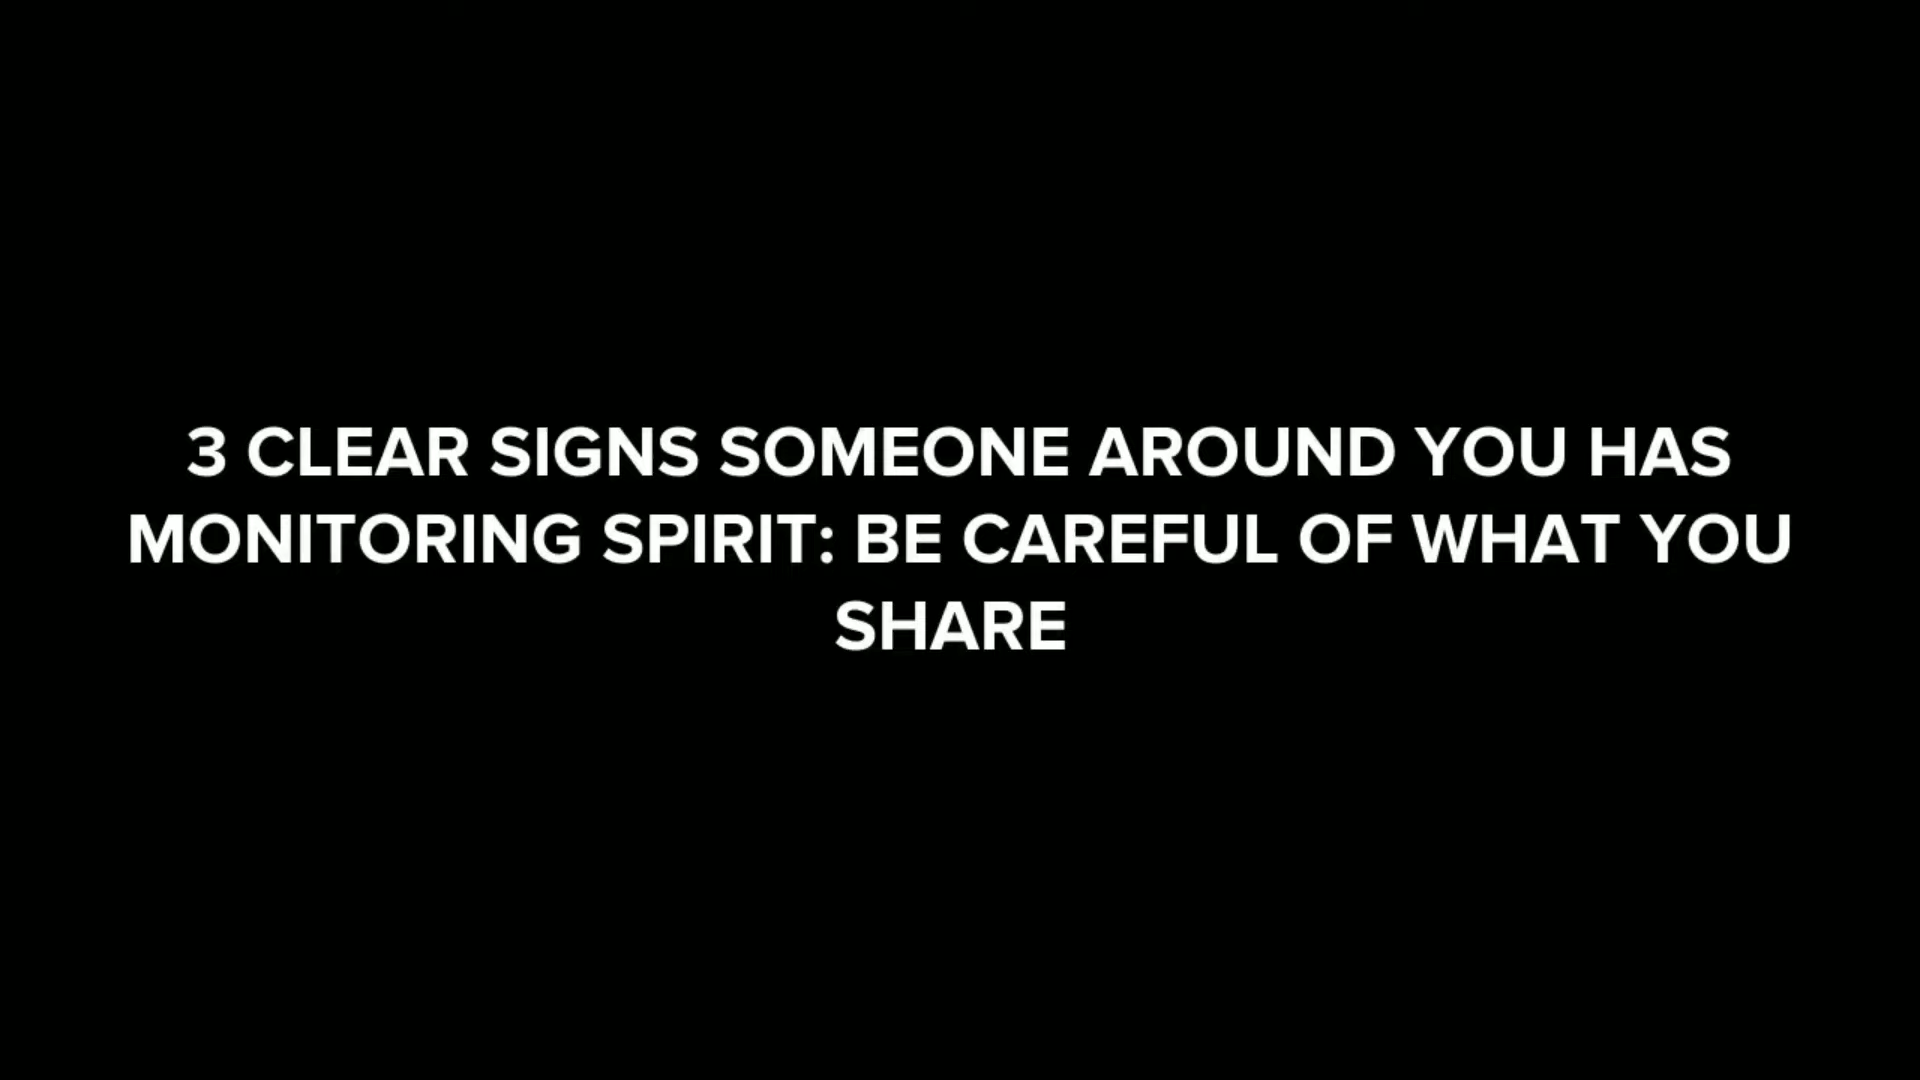 3 CLEAR SIGNS SOMEONE AROUND YOU HAS
MONITORING SPIRIT: BE CAREFUL OF WHAT YOU
SHARE